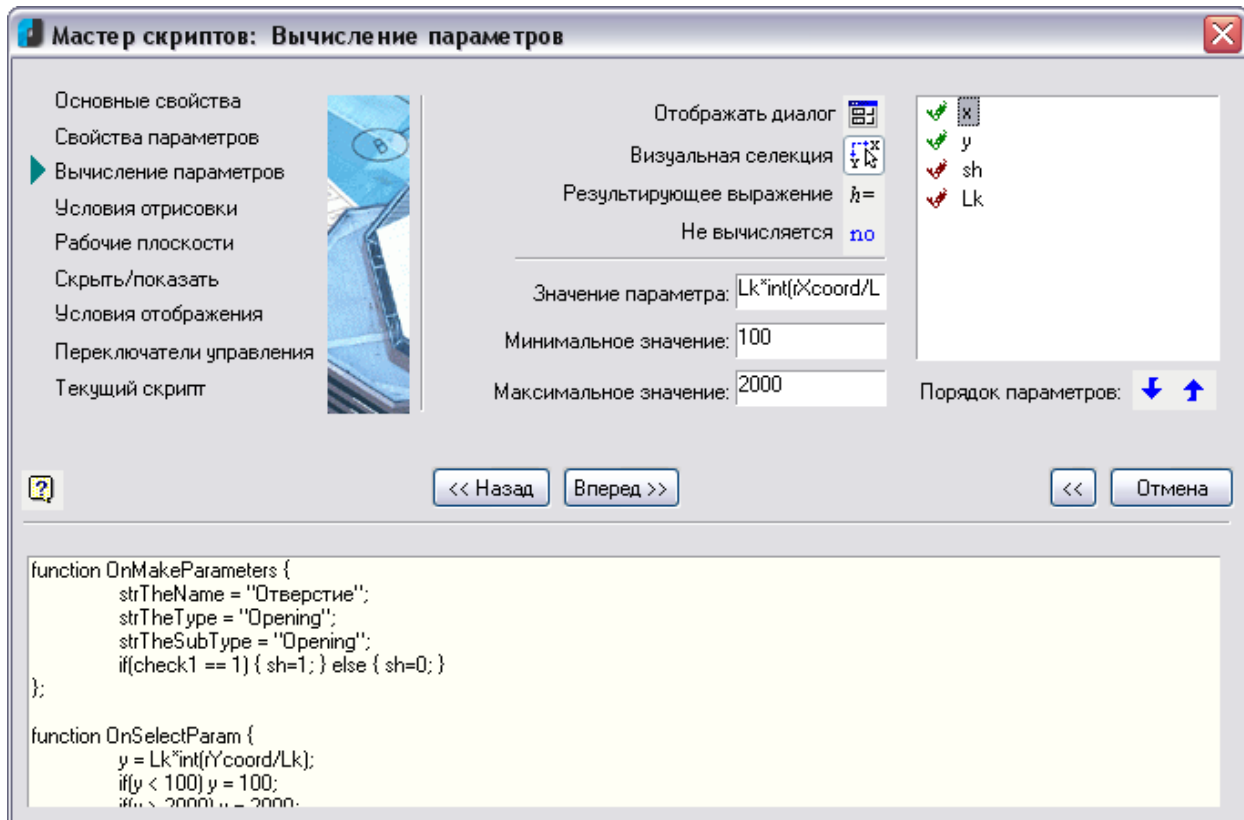 Мастер скриптов: Вычисление параметров
Основные свойства
Свойства параметров
Вычисление параметров
Условия отрисовки
Рабочие плоскости
Скрыть/показать
Условия отображения
Переключатели управления
Текущий скрипт
Отображать диалог
Визуальная селекция
Результирующее выражение h=
Не вычисляется no
Значение параметра: Lk*int(rXcoord/L
Минимальное значение: 100
Максимальное значение: 2000
x
y
sh
Lk
Порядок параметров:
? << Назад Вперед >> << Отмена
function OnMakeParameters {
strTheName = "Отверстие";
strTheType = "Opening";
strTheSubType = "Opening";
if(check1 == 1) { sh=1; } else { sh=0; }
};
function OnSelectParam {
y = Lk*int(rYcoord/Lk);
if(y < 100) y = 100;
if(y > 2000) y = 2000;